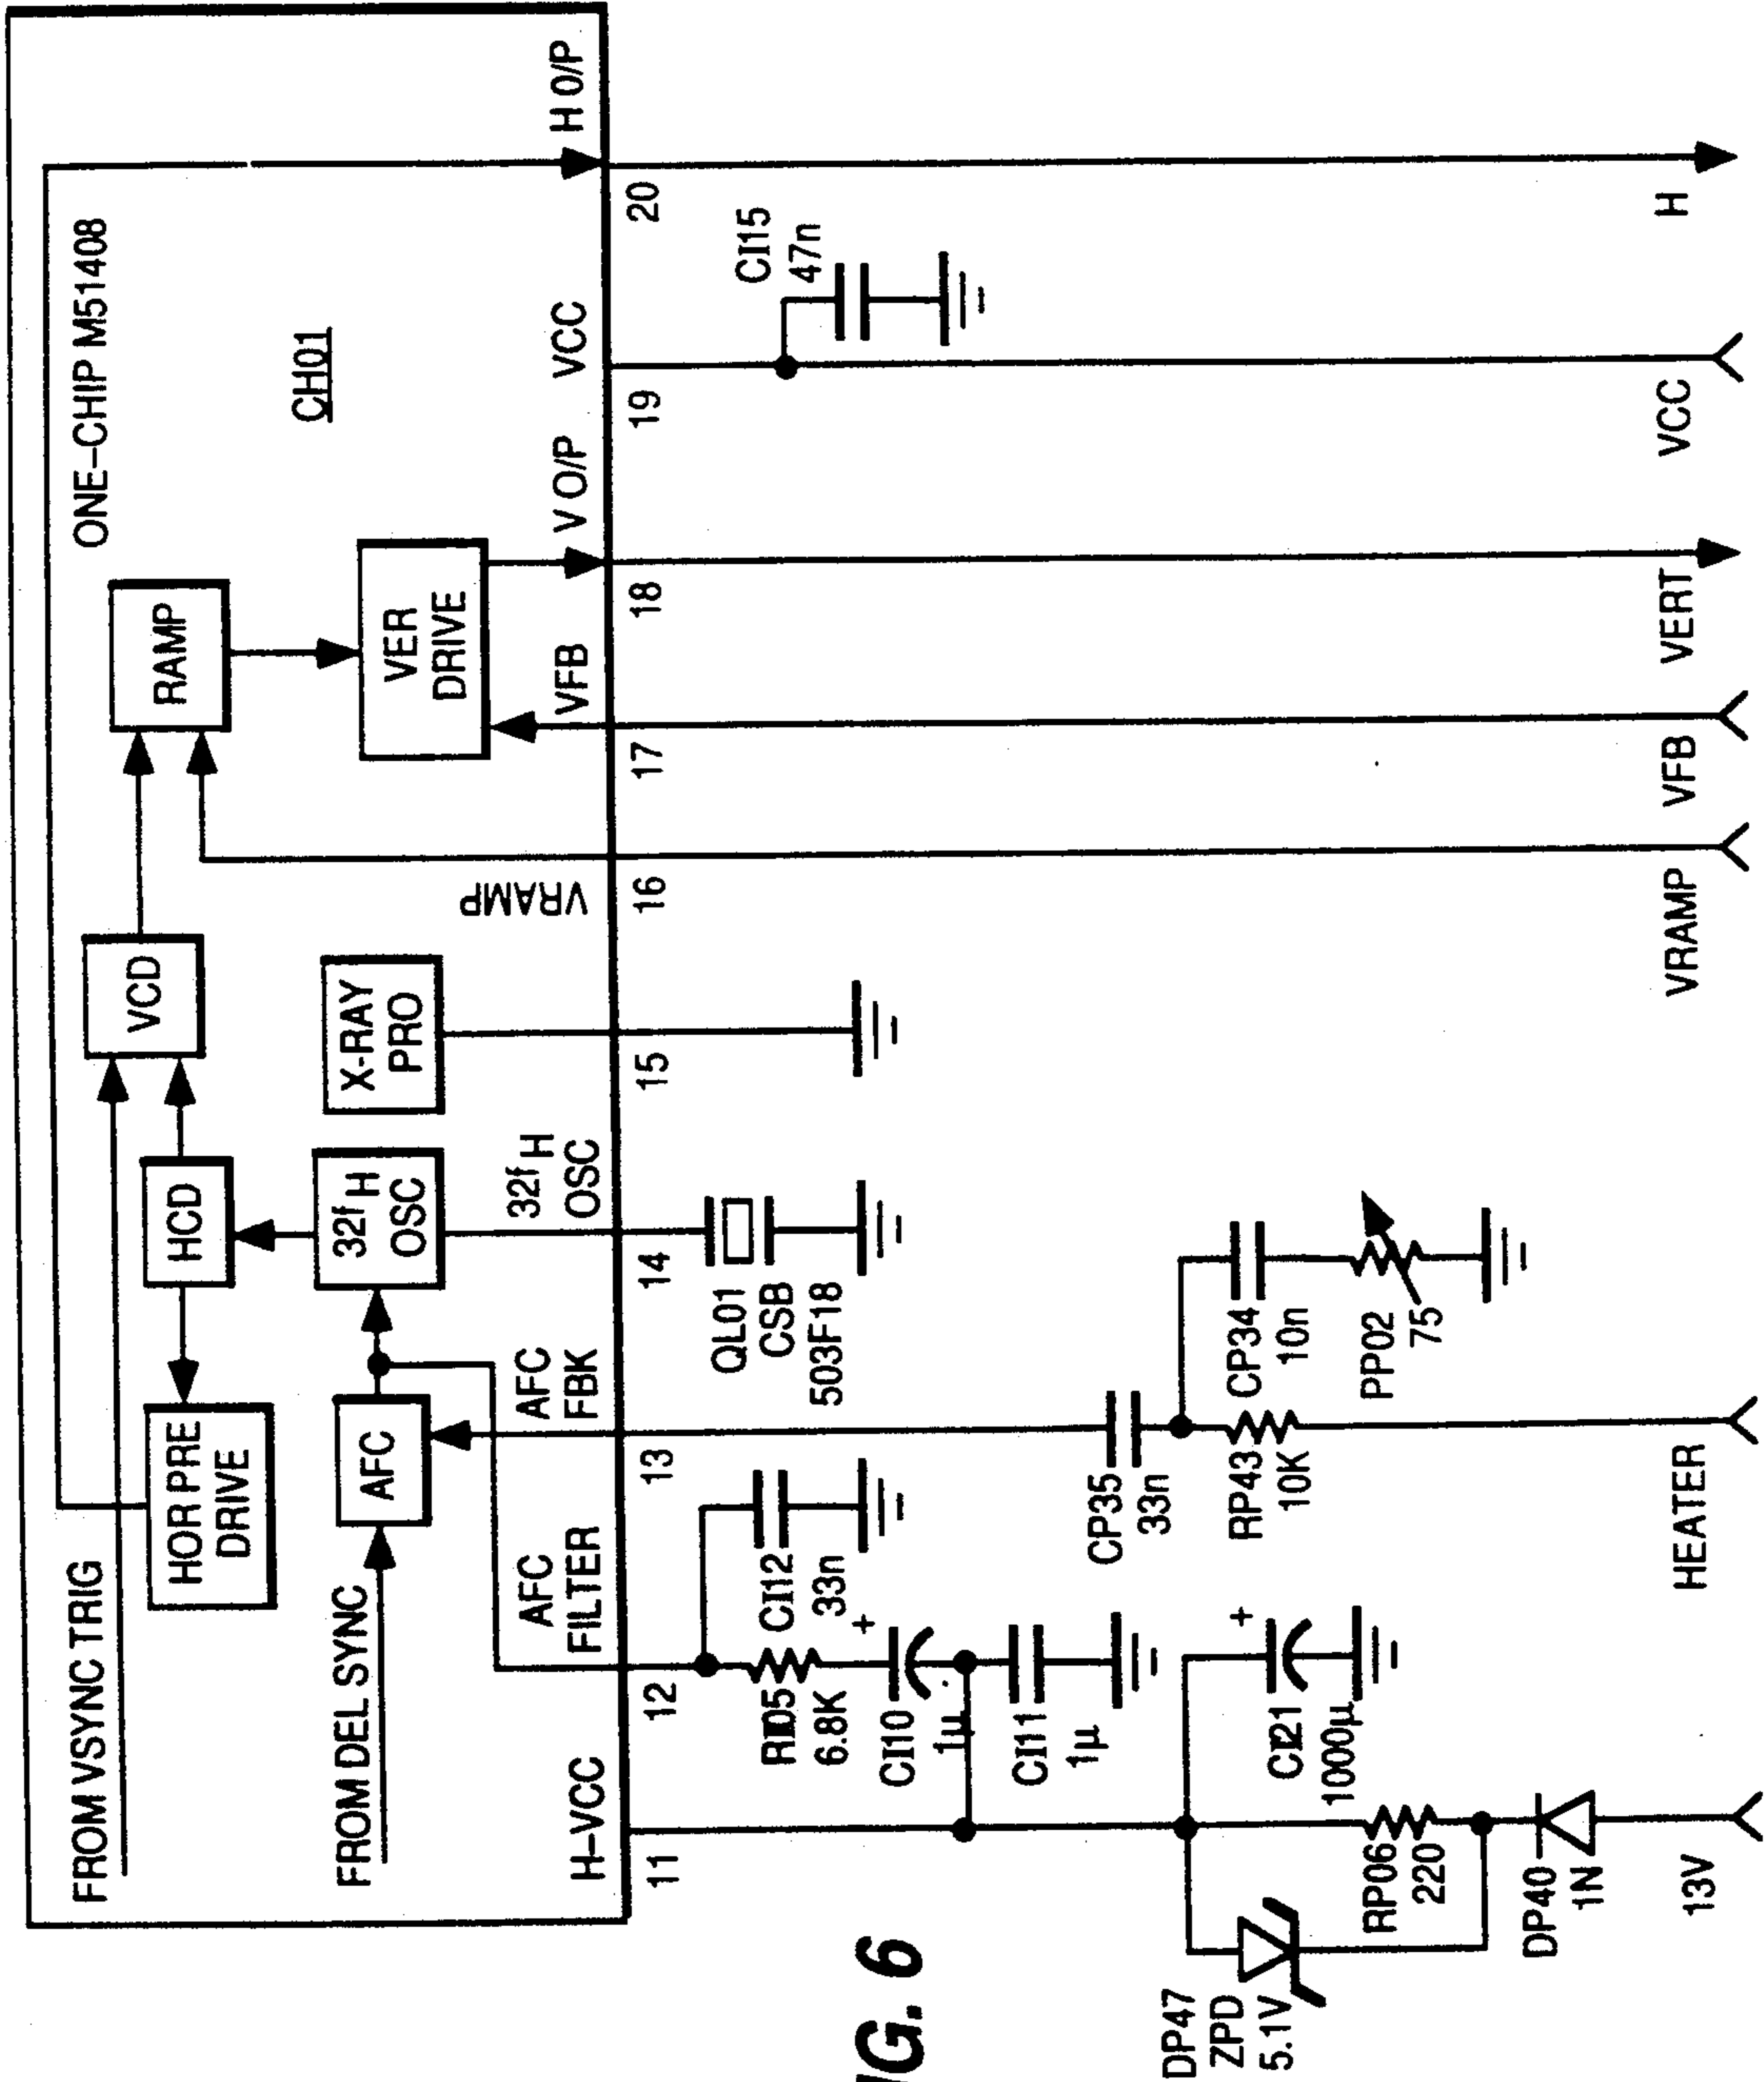 FROM VSYNC TRIG
ONE-CHIP M51408
HOR PRE
DRIVE
HCD
VCD
RAMP
CH01
FROM DEL SYNC
AFC
32fH
OSC
X-RAY
PRO
VER
DRIVE
H-VCC
AFC
FILTER
AFC
FBK
32fH
OSC
VRAMP
VFB
V O/P
VCC
H O/P
11
12
13
14
15
16
17
18
19
20
RI05
6.8K
CI12
33n
+
CI10
1µ
CI11
1µ
QL01
CSB
503F18
CI15
47n
CP35
33n
RP43
10K
CP34
10n
PP02
75
+
CI21
1000µ
DP47
ZPD
5.1V
RP06
220
DP40
1N
13V
HEATER
VRAMP
VFB
VERT
VCC
H
IG. 6